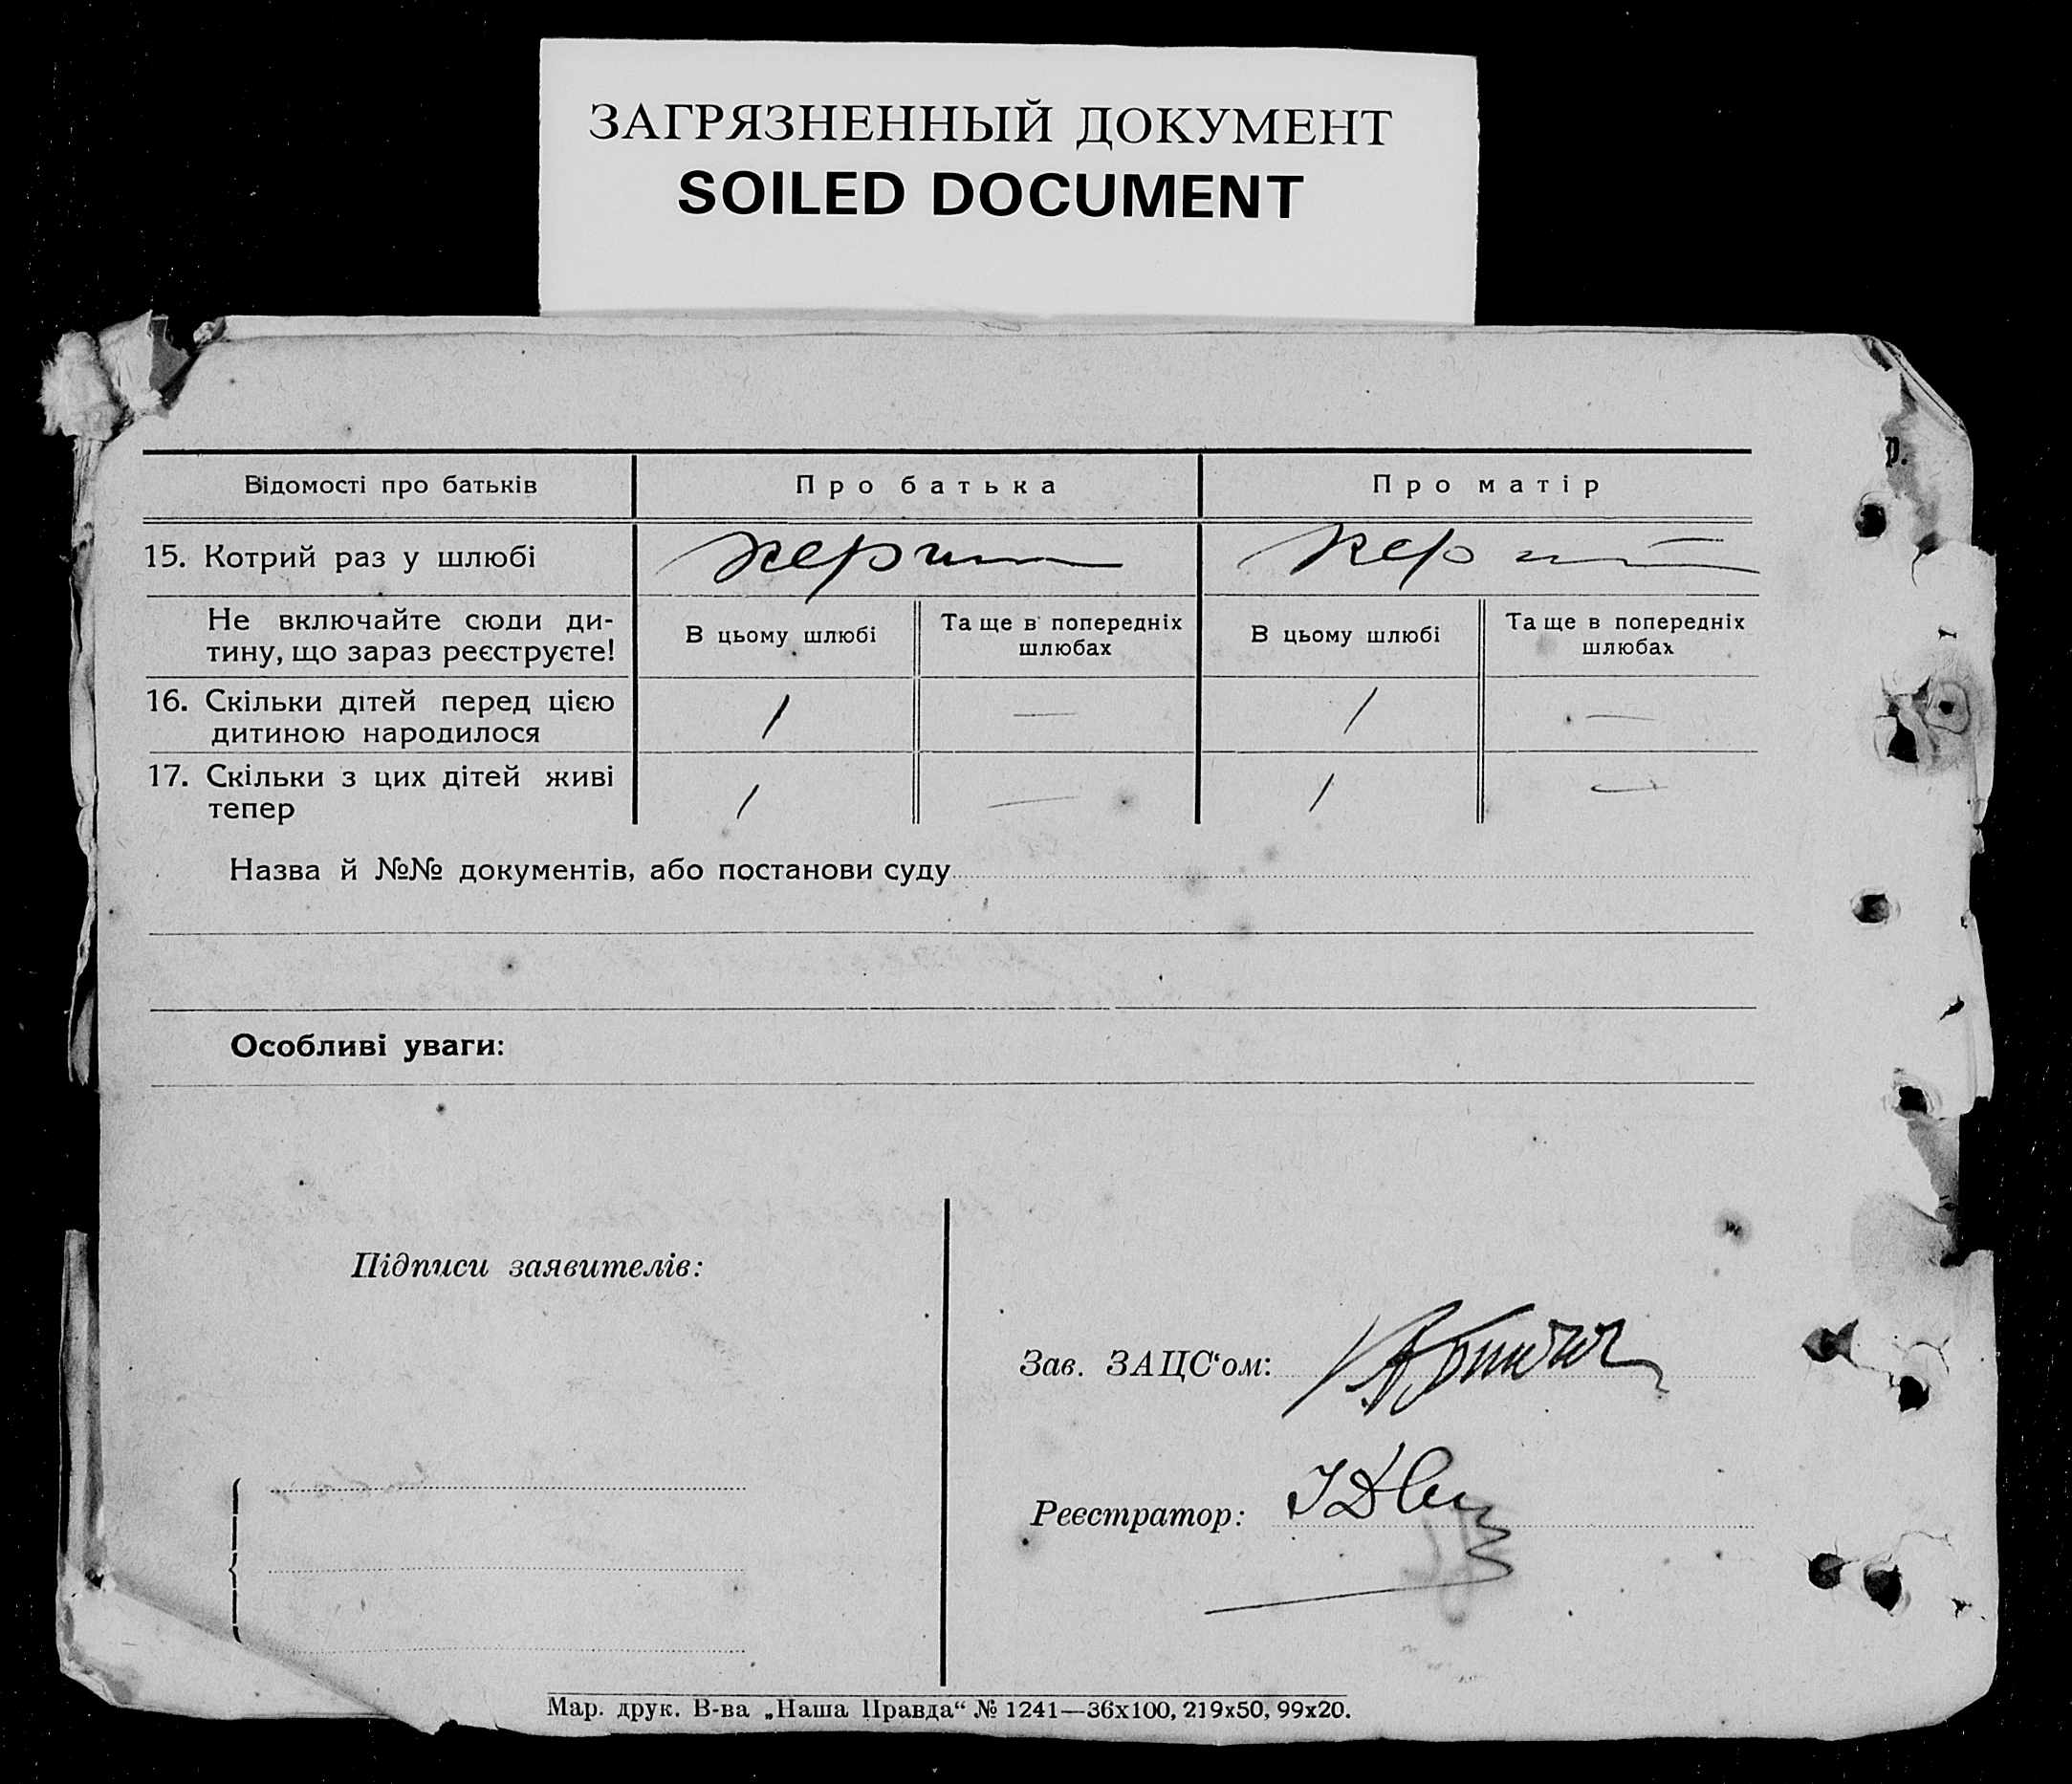 ЗАГРЯЗНЕННЫЙ ДОКУМЕНТ
SOILED DOCUMENT
р.
Відомості про батьків Про батька Про матір
15. Котрий раз у шлюбі
Не включайте сюди ди-
тину, що зараз реєструєте!
В цьому шлюбі Та ще в попередніх шлюбах В цьому шлюбі Та ще в попередніх шлюбах
16. Скільки дітей перед цією
дитиною народилося 1 — 1 —
17. Скільки з цих дітей живі
тепер 1 — 1 —
Назва й №№ документів, або постанови суду
Особливі уваги:
Підписи заявителів:
Зав. ЗАЦС‘ом:
Реєстратор:
Мар. друк. В-ва „Наша Правда“ № 1241—36х100, 219х50, 99х20.